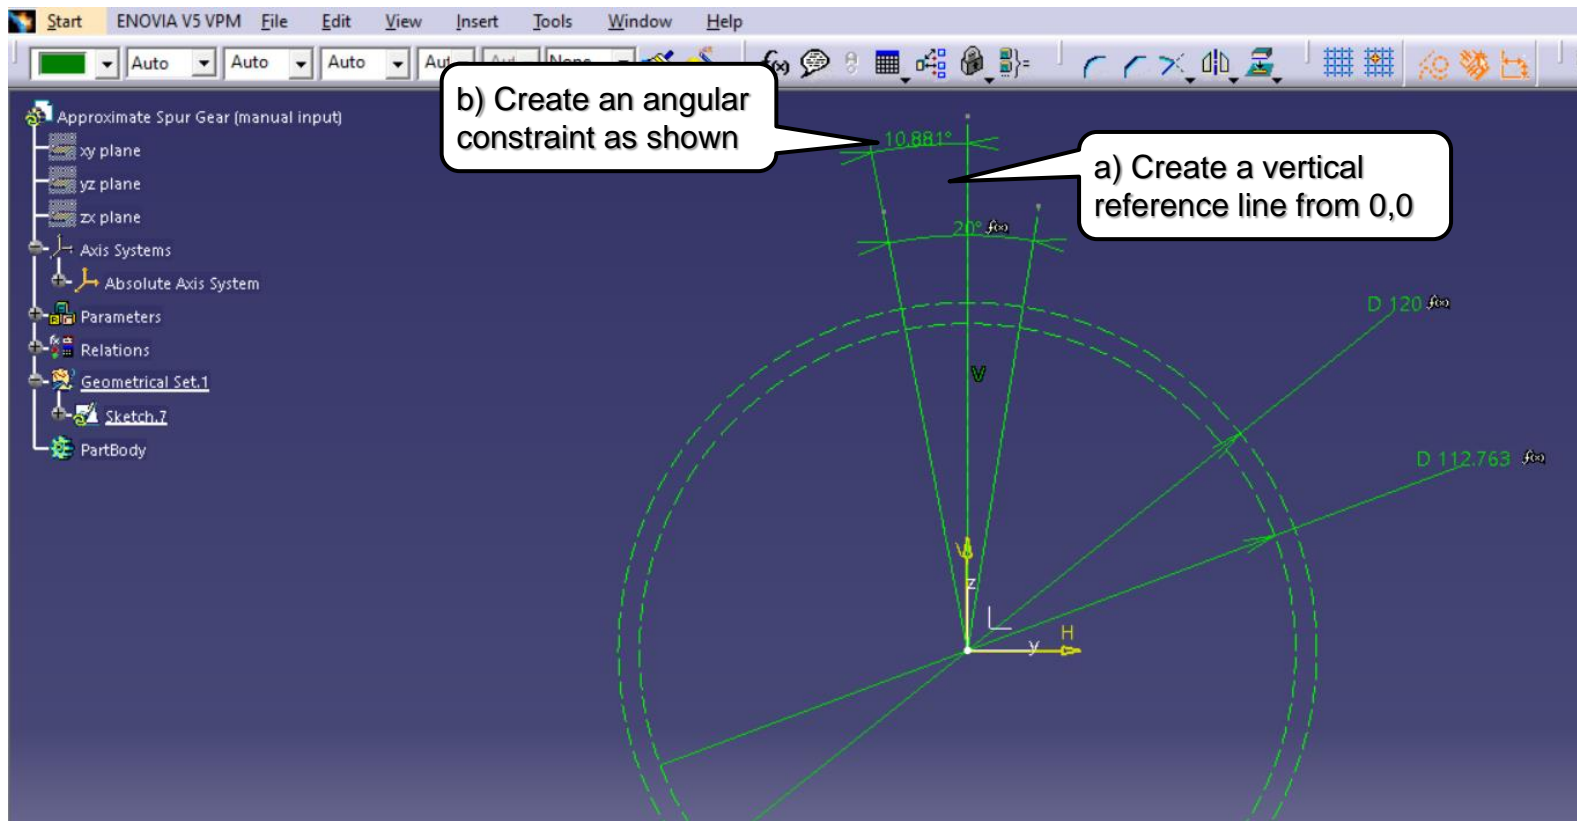 Start ENOVIA V5 VPM File Edit View Insert Tools Window Help
Auto Auto Auto Aut Aut None
b) Create an angular
constraint as shown
a) Create a vertical
reference line from 0,0
Approximate Spur Gear (manual input)
xy plane
yz plane
zx plane
Axis Systems
Absolute Axis System
Parameters
Relations
Geometrical Set.1
Sketch.7
PartBody
10.881°
20° f(x)
D 120 f(x)
V
D 112.763 f(x)
V
z
H
y